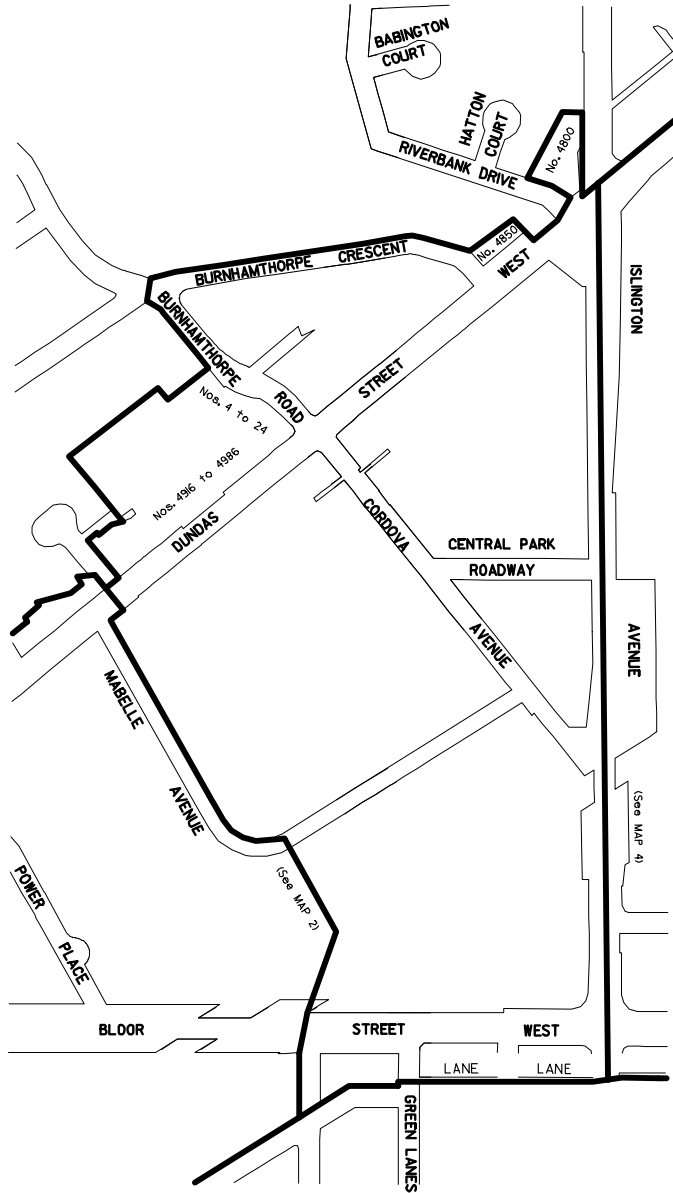 BABINGTON
COURT
HATTON
COURT
No. 4800
RIVERBANK DRIVE
No. 4850
WEST
BURNHAMTHORPE CRESCENT
ISLINGTON
BURNHAMTHORPE
ROAD
STREET
Nos. 4 to 24
Nos. 4916 to 4986
DUNDAS
CORDOVA
CENTRAL PARK
ROADWAY
AVENUE
AVENUE
MABELLE
AVENUE
(See MAP 4)
(See MAP 2)
POWER
PLACE
BLOOR
STREET
WEST
LANE
LANE
GREEN LANES